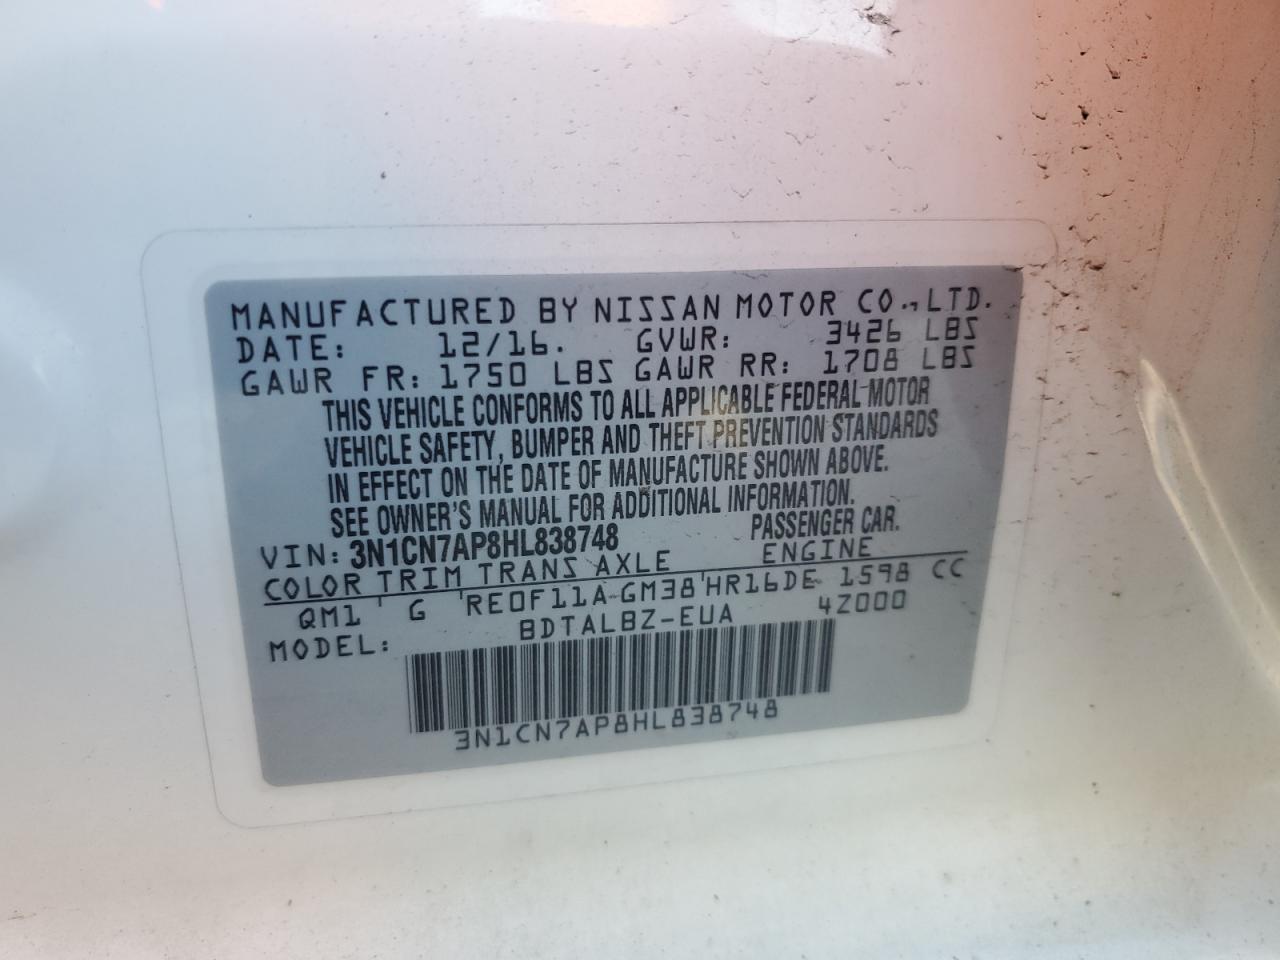 MANUFACTURED BY NISSAN MOTOR CO., LTD.
DATE: 12/16. GVWR: 3426 LBS
GAWR FR: 1750 LBS GAWR RR: 1708 LBS
THIS VEHICLE CONFORMS TO ALL APPLICABLE FEDERAL MOTOR
VEHICLE SAFETY, BUMPER AND THEFT PREVENTION STANDARDS
IN EFFECT ON THE DATE OF MANUFACTURE SHOWN ABOVE.
SEE OWNER'S MANUAL FOR ADDITIONAL INFORMATION.
VIN: 3N1CN7AP8HL838748 PASSENGER CAR.
COLOR TRIM TRANS AXLE ENGINE
QM1 G RE0F11A-GM38 HR16DE 1598 CC
MODEL: BDTALBZ-EUA 4Z000
3N1CN7AP8HL838748